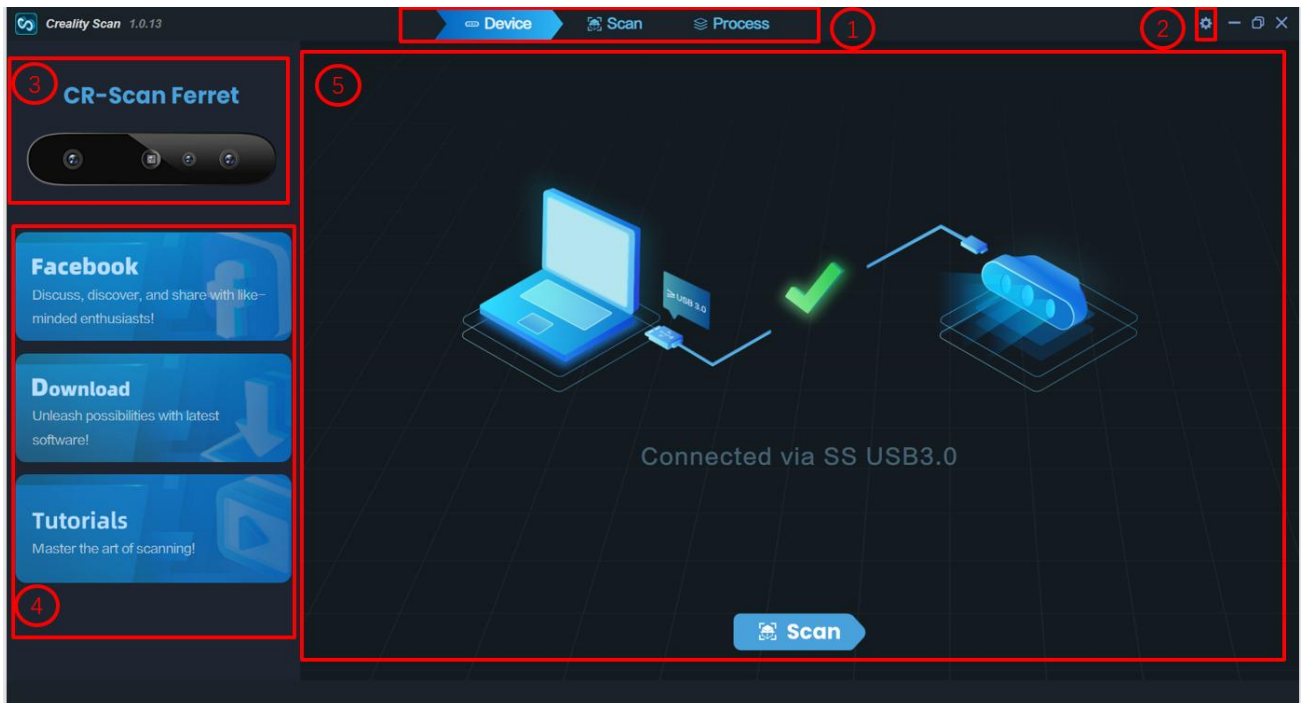 Creality Scan 1.0.13
Device
Scan
Process
1
2
3
CR-Scan Ferret
5
Facebook
Discuss, discover, and share with like-
minded enthusiasts!
≥USB 3.0
Download
Unleash possibilities with latest
software!
Connected via SS USB3.0
Tutorials
Master the art of scanning!
4
Scan